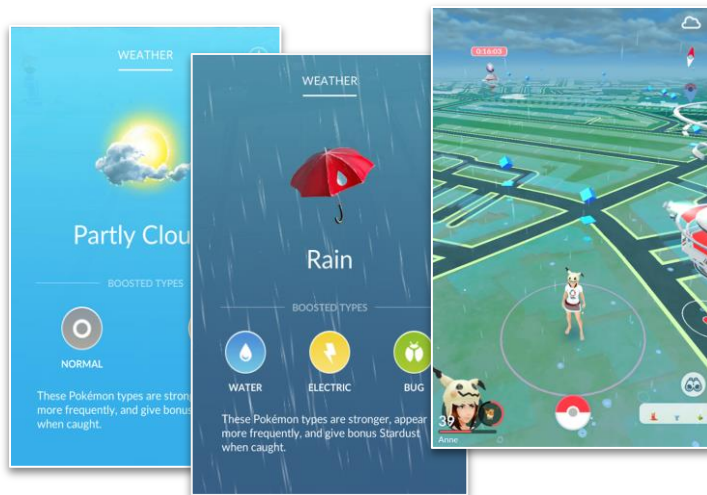 WEATHER
Partly Clou
BOOSTED TYPES
NORMAL
These Pokémon types are stron
more frequently, and give bonus
when caught.
WEATHER
Rain
BOOSTED TYPES
WATER
ELECTRIC
BUG
These Pokémon types are stronger, appear
more frequently, and give bonus Stardust
when caught.
0:16:03
39
Anne